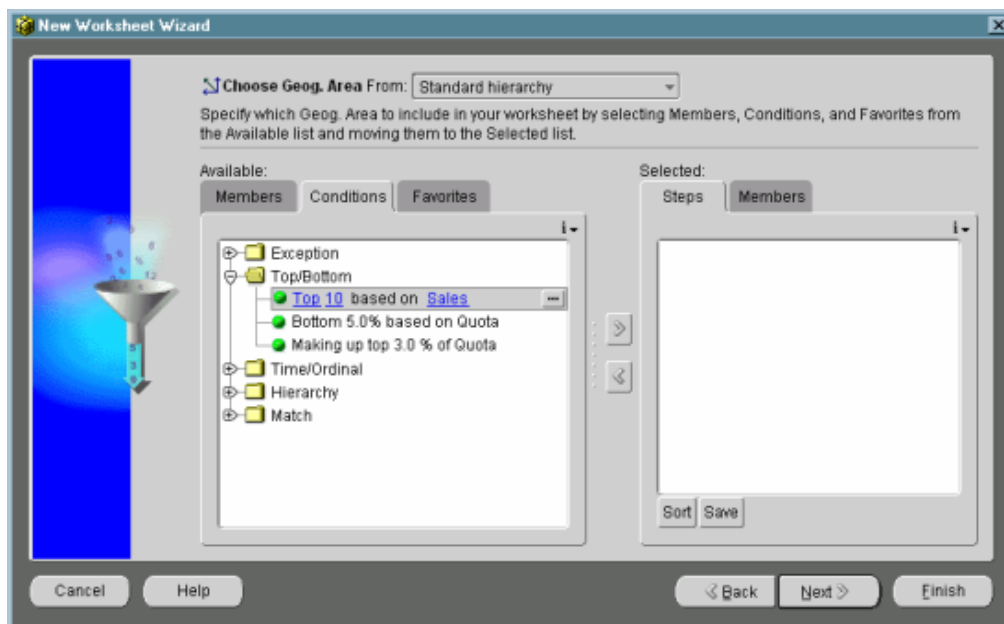 New Worksheet Wizard
Choose Geog. Area From: Standard hierarchy
Specify which Geog. Area to include in your worksheet by selecting Members, Conditions, and Favorites from
the Available list and moving them to the Selected list.
Available:
Members Conditions Favorites
Exception
Top/Bottom
Top 10 based on Sales
Bottom 5.0% based on Quota
Making up top 3.0 % of Quota
Time/Ordinal
Hierarchy
Match
Selected:
Steps Members
Sort Save
Cancel Help Back Next Finish